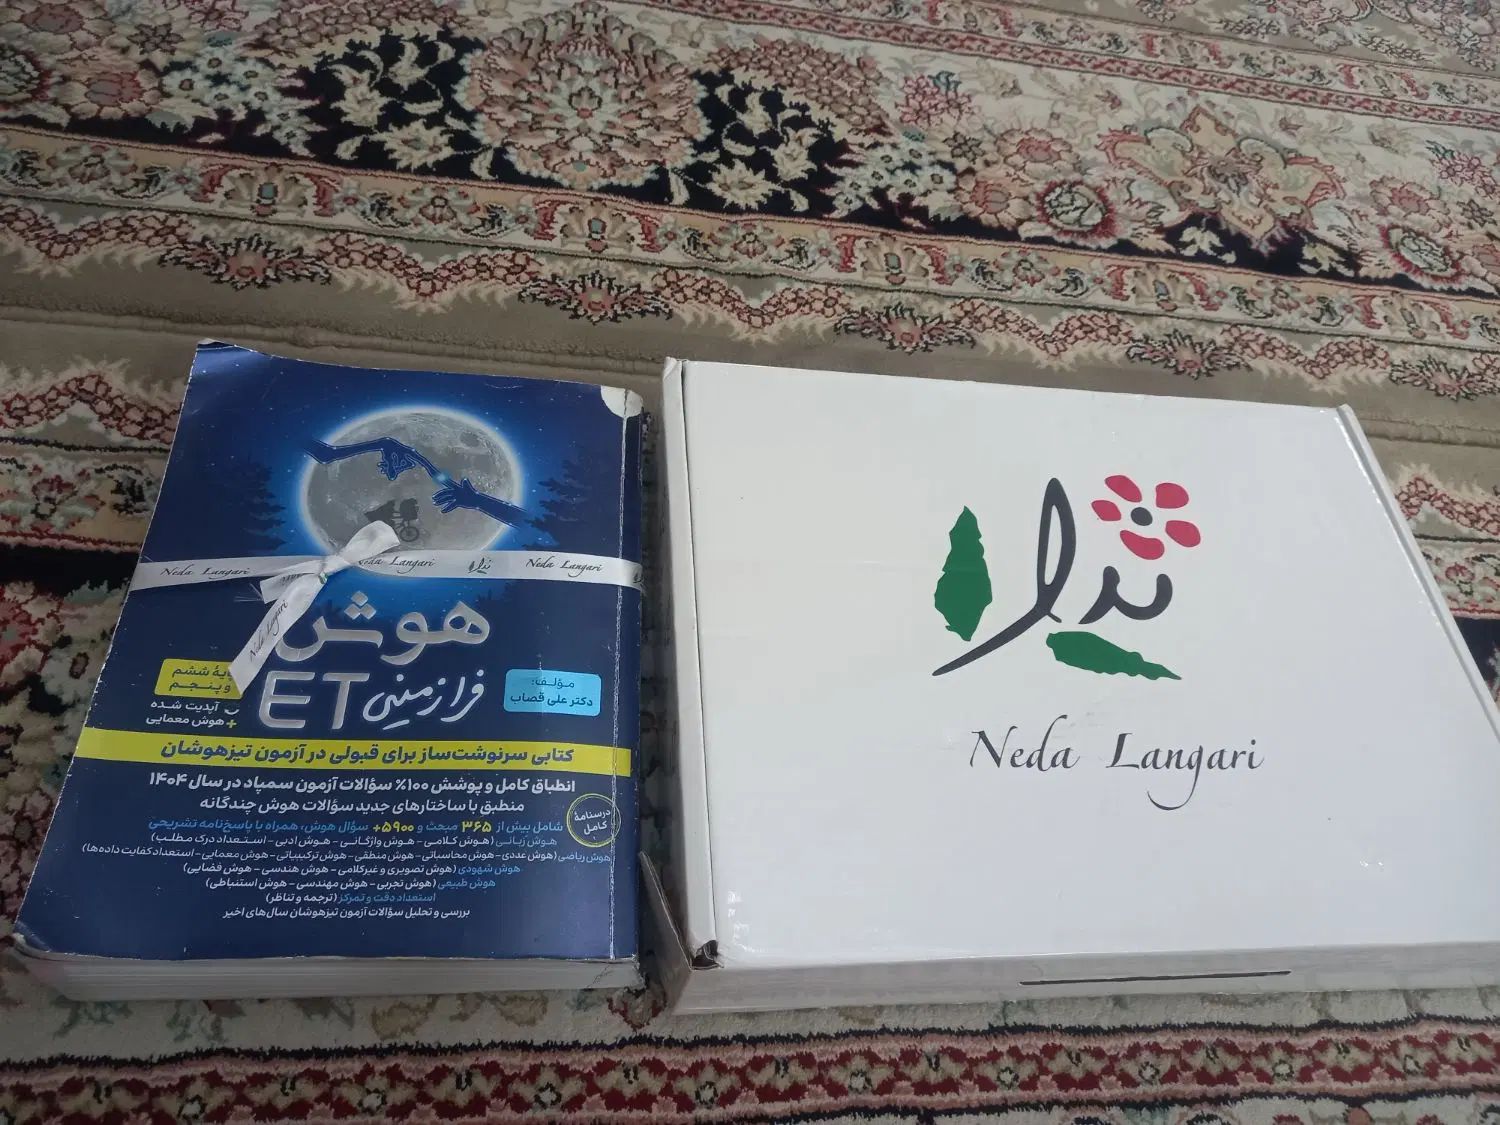 Neda Langari
Neda Langari
ندا
Neda Langari
Neda Langari
هوش
فرازمینی ET
مؤلف:
دکتر علی قصاب
پایهٔ ششم
و پنجم
آپدیت شده
+ هوش معمایی
کتابی سرنوشت‌ساز برای قبولی در آزمون تیزهوشان
انطباق کامل و پوشش ۱۰۰% سؤالات آزمون سمپاد در سال ۱۴۰۴
منطبق با ساختارهای جدید سؤالات هوش چندگانه
درسنامهٔ
کامل
شامل بیش از ۳۶۵ مبحث و ۵۹۰۰+ سؤال هوش، همراه با پاسخ‌نامه تشریحی
هوش زبانی (هوش کلامی - هوش واژگانی - هوش ادبی - استعداد درک مطلب)
هوش ریاضی (هوش عددی - هوش محاسباتی - هوش منطقی - هوش ترکیبیاتی - هوش معمایی - استعداد کفایت داده‌ها)
هوش شهودی (هوش تصویری و غیرکلامی - هوش هندسی - هوش فضایی)
هوش طبیعی (هوش تجربی - هوش مهندسی - هوش استنباطی)
استعداد دقت و تمرکز (ترجمه و تناظر)
بررسی و تحلیل سؤالات آزمون تیزهوشان سال‌های اخیر
ندا
Neda Langari